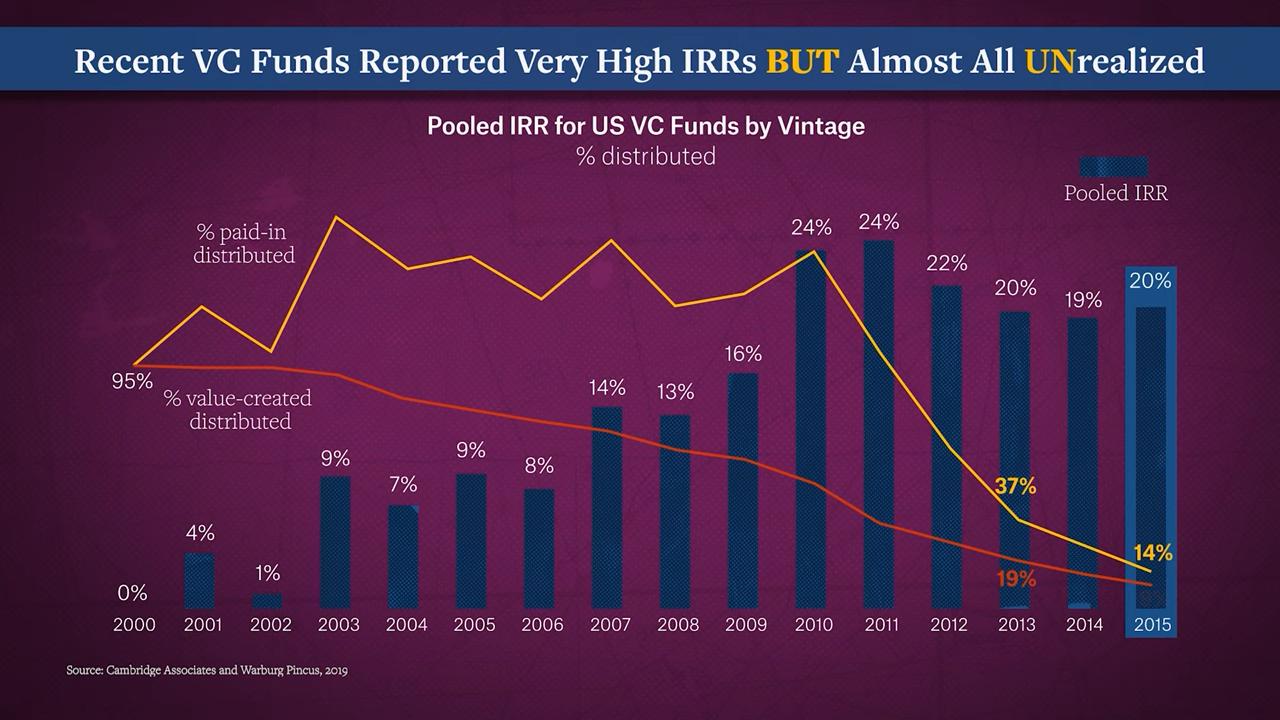 Recent VC Funds Reported Very High IRRs BUT Almost All UNrealized
Pooled IRR for US VC Funds by Vintage
% distributed
Pooled IRR
% paid-in
distributed
95%
% value-created
distributed
0%
4%
1%
9%
7%
9%
8%
14%
13%
16%
24%
24%
22%
20%
19%
20%
37%
19%
14%
2000 2001 2002 2003 2004 2005 2006 2007 2008 2009 2010 2011 2012 2013 2014 2015
Source: Cambridge Associates and Warburg Pincus, 2019